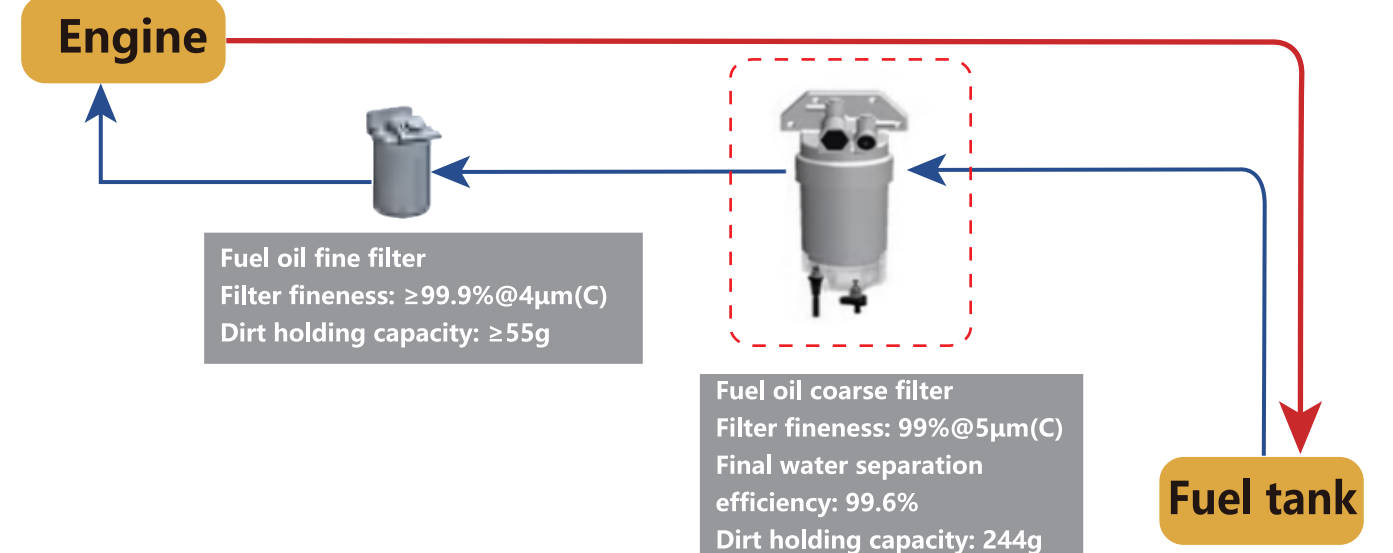 Engine
Fuel oil fine filter
Filter fineness: ≥99.9%@4μm(C)
Dirt holding capacity: ≥55g
Fuel oil coarse filter
Filter fineness: 99%@5μm(C)
Final water separation
efficiency: 99.6%
Dirt holding capacity: 244g
Fuel tank